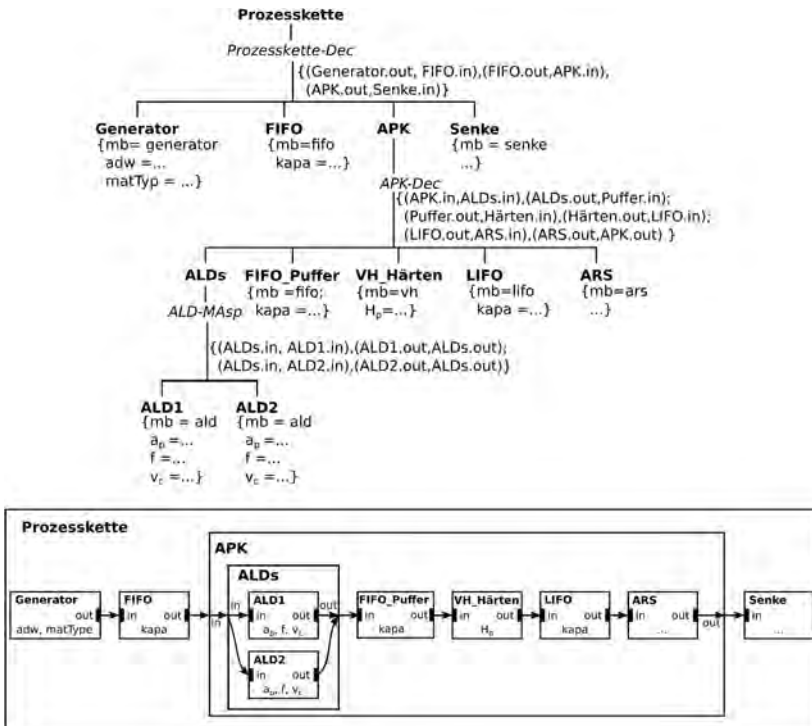 Prozesskette
Prozesskette-Dec
{(Generator.out, FIFO.in),(FIFO.out,APK.in),
(APK.out,Senke.in)}
Generator FIFO APK Senke
{mb= generator {mb=fifo {mb = senke
adw =... kapa =...} ...}
matTyp = ...}
APK-Dec
{(APK.in,ALDs.in),(ALDs.out,Puffer.in);
(Puffer.out,Härten.in),(Härten.out,LIFO.in);
(LIFO.out,ARS.in),(ARS.out,APK.out) }
ALDs FIFO_Puffer VH_Härten LIFO ARS
{mb =fifo; {mb=vh {mb=lifo {mb=ars
ALD-MAsp kapa =...} Hp=...} kapa =...} ...}
{(ALDs.in, ALD1.in),(ALD1.out,ALDs.out);
(ALDs.in, ALD2.in),(ALD2.out,ALDs.out)}
ALD1 ALD2
{mb = ald {mb = ald
ap =... ap =...
f =... f =...
vc =...} vc =...}
Prozesskette
APK
ALDs
Generator FIFO in ALD1 out FIFO_Puffer VH_Härten LIFO ARS Senke
out in out in in out in out in out in out in out out in
adw, matType kapa ap, f, vc kapa Hp kapa ... ...
ALD2
in out
ap, f, vc